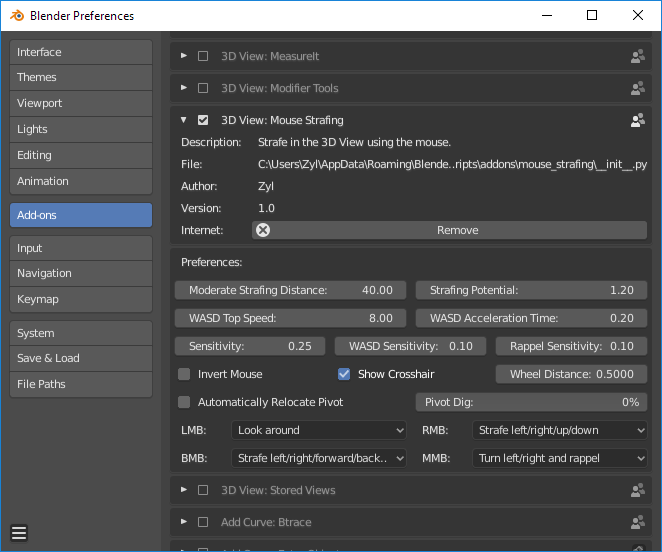 Blender Preferences
Interface
Themes
Viewport
Lights
Editing
Animation
Add-ons
Input
Navigation
Keymap
System
Save & Load
File Paths
3D View: MeasureIt
3D View: Modifier Tools
3D View: Mouse Strafing
Description: Strafe in the 3D View using the mouse.
File: C:\Users\Zyl\AppData\Roaming\Blende..ripts\addons\mouse_strafing\__init__.py
Author: Zyl
Version: 1.0
Internet: Remove
Preferences:
Moderate Strafing Distance: 40.00 Strafing Potential: 1.20
WASD Top Speed: 8.00 WASD Acceleration Time: 0.20
Sensitivity: 0.25 WASD Sensitivity: 0.10 Rappel Sensitivity: 0.10
Invert Mouse Show Crosshair Wheel Distance: 0.5000
Automatically Relocate Pivot Pivot Dig: 0%
LMB: Look around RMB: Strafe left/right/up/down
BMB: Strafe left/right/forward/back.. MMB: Turn left/right and rappel
3D View: Stored Views
Add Curve: Btrace